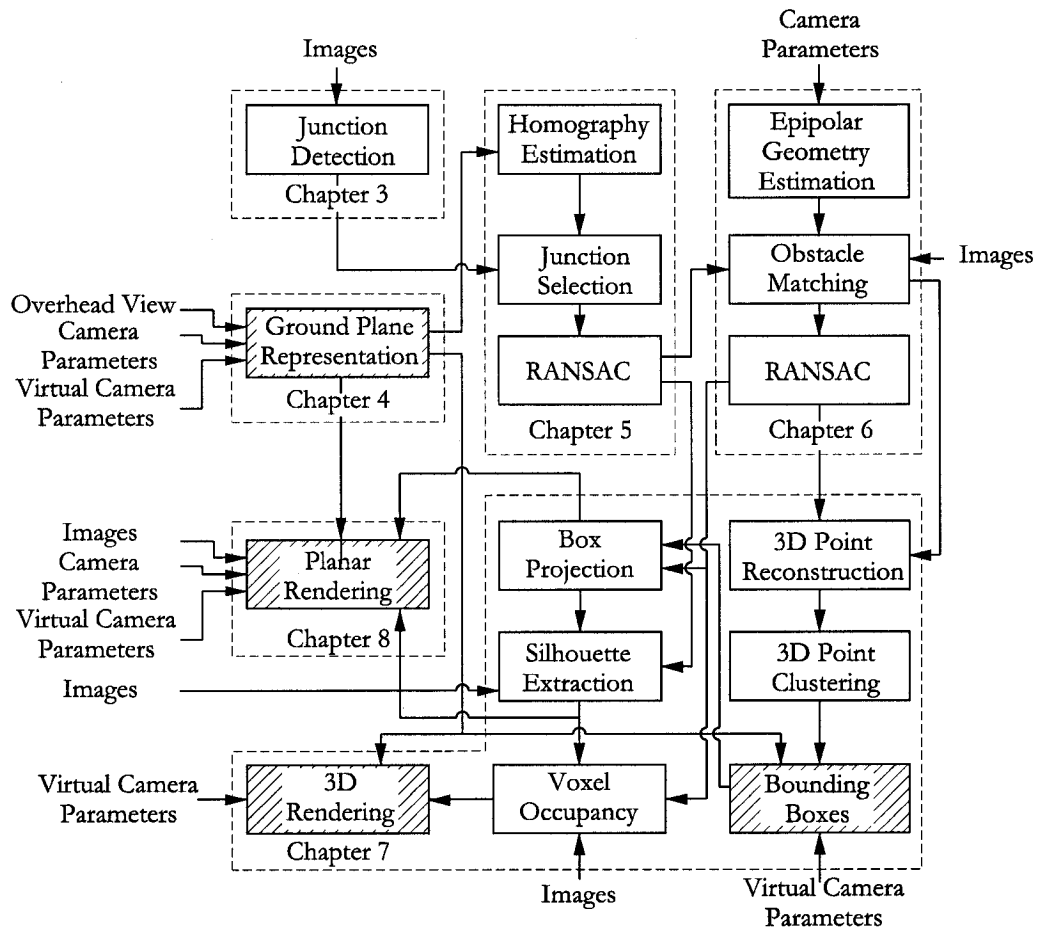 Images
Camera
Parameters
Junction
Detection
Chapter 3
Homography
Estimation
Epipolar
Geometry
Estimation
Junction
Selection
Obstacle
Matching
Images
Overhead View
Camera
Parameters
Virtual Camera
Parameters
Ground Plane
Representation
Chapter 4
RANSAC
Chapter 5
RANSAC
Chapter 6
Images
Camera
Parameters
Virtual Camera
Parameters
Planar
Rendering
Chapter 8
Box
Projection
3D Point
Reconstruction
Images
Silhouette
Extraction
3D Point
Clustering
Virtual Camera
Parameters
3D
Rendering
Chapter 7
Voxel
Occupancy
Bounding
Boxes
Images
Virtual Camera
Parameters